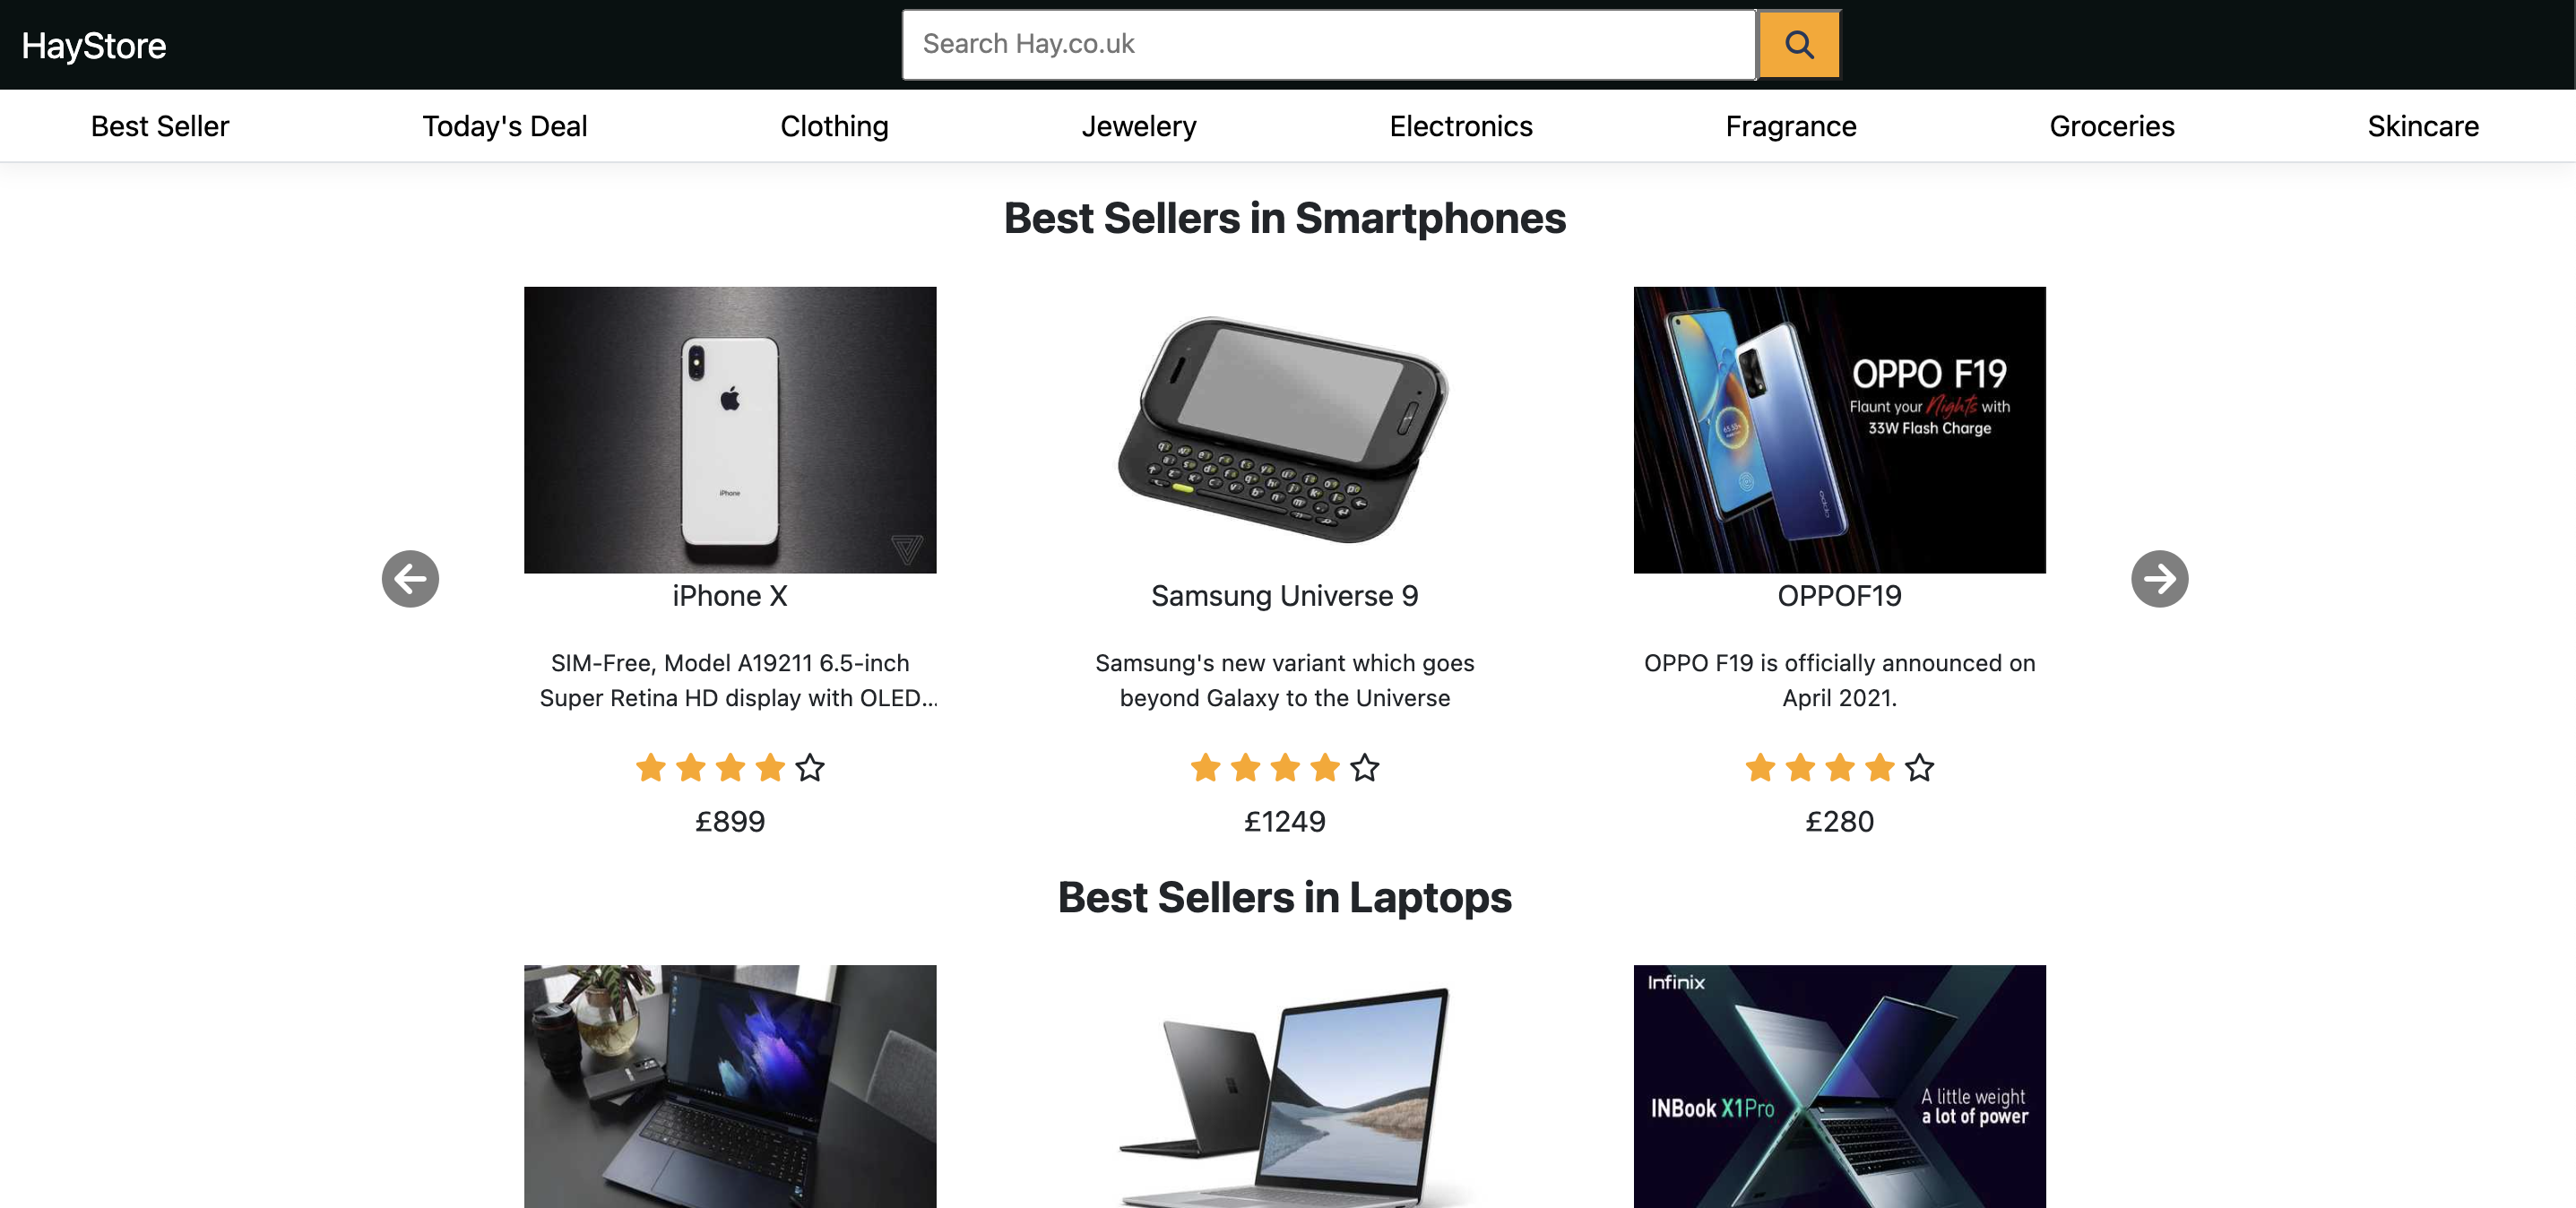 HayStore
Search Hay.co.uk
Best Seller
Today's Deal
Clothing
Jewelery
Electronics
Fragrance
Groceries
Skincare
Best Sellers in Smartphones
iPhone
OPPO F19
Flaunt your Nights with
33W Flash Charge
oppo
iPhone X
Samsung Universe 9
OPPOF19
SIM-Free, Model A19211 6.5-inch
Super Retina HD display with OLED...
Samsung's new variant which goes
beyond Galaxy to the Universe
OPPO F19 is officially announced on
April 2021.
£899
£1249
£280
Best Sellers in Laptops
Infinix
INBook X1Pro
A little weight
a lot of power